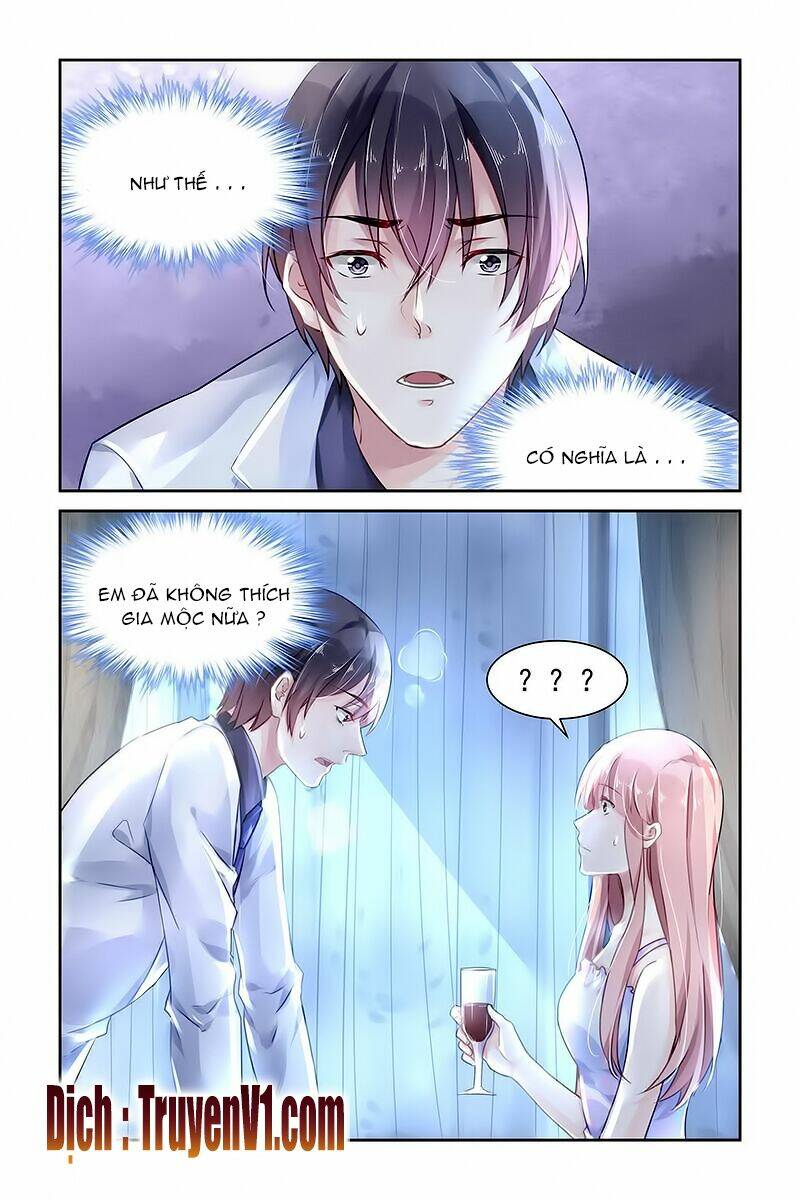 NHƯ THẾ . . .
CÓ NGHĨA LÀ . . .
EM ĐÃ KHÔNG THÍCH
GIA MỘC NỮA ?
? ? ?
Dịch : TruyenV1.com